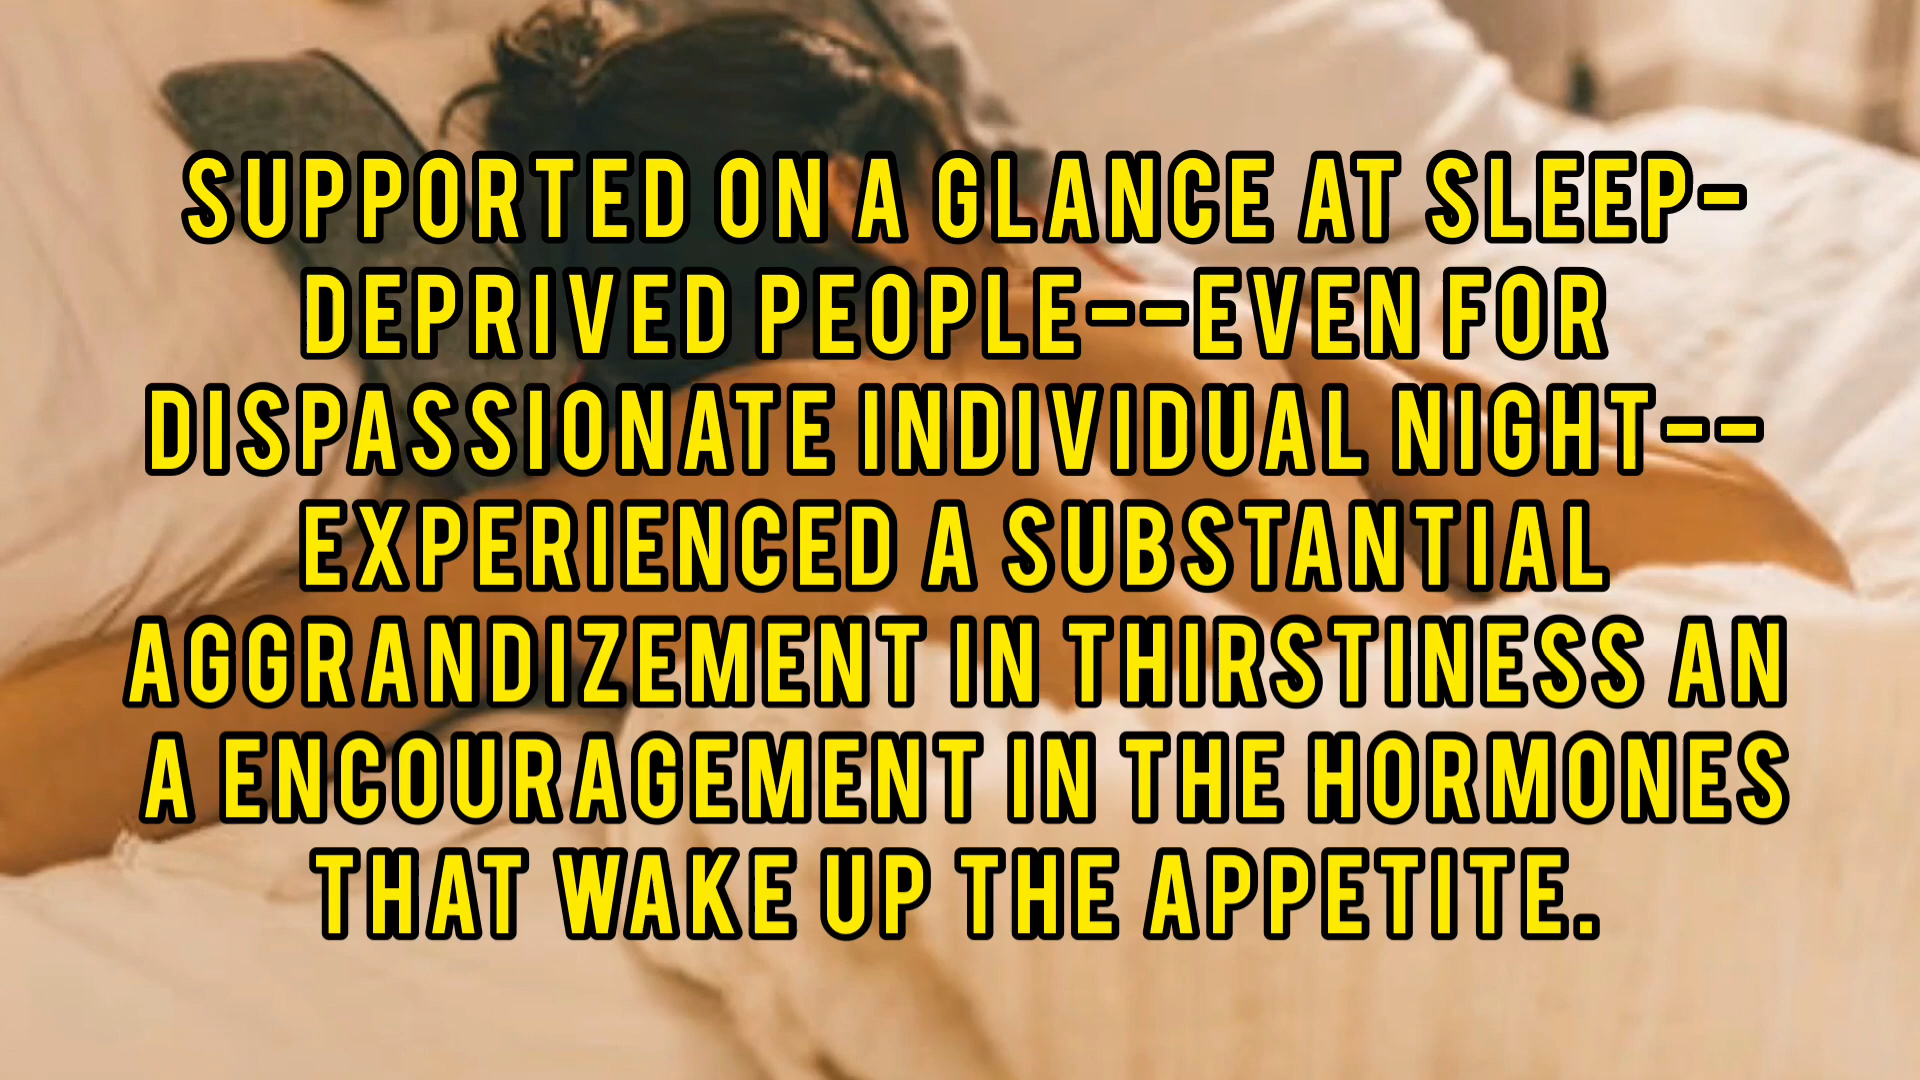 SUPPORTED ON A GLANCE AT SLEEP-
DEPRIVED PEOPLE--EVEN FOR
DISPASSIONATE INDIVIDUAL NIGHT--
EXPERIENCED A SUBSTANTIAL
AGGRANDIZEMENT IN THIRSTINESS AN
A ENCOURAGEMENT IN THE HORMONES
THAT WAKE UP THE APPETITE.